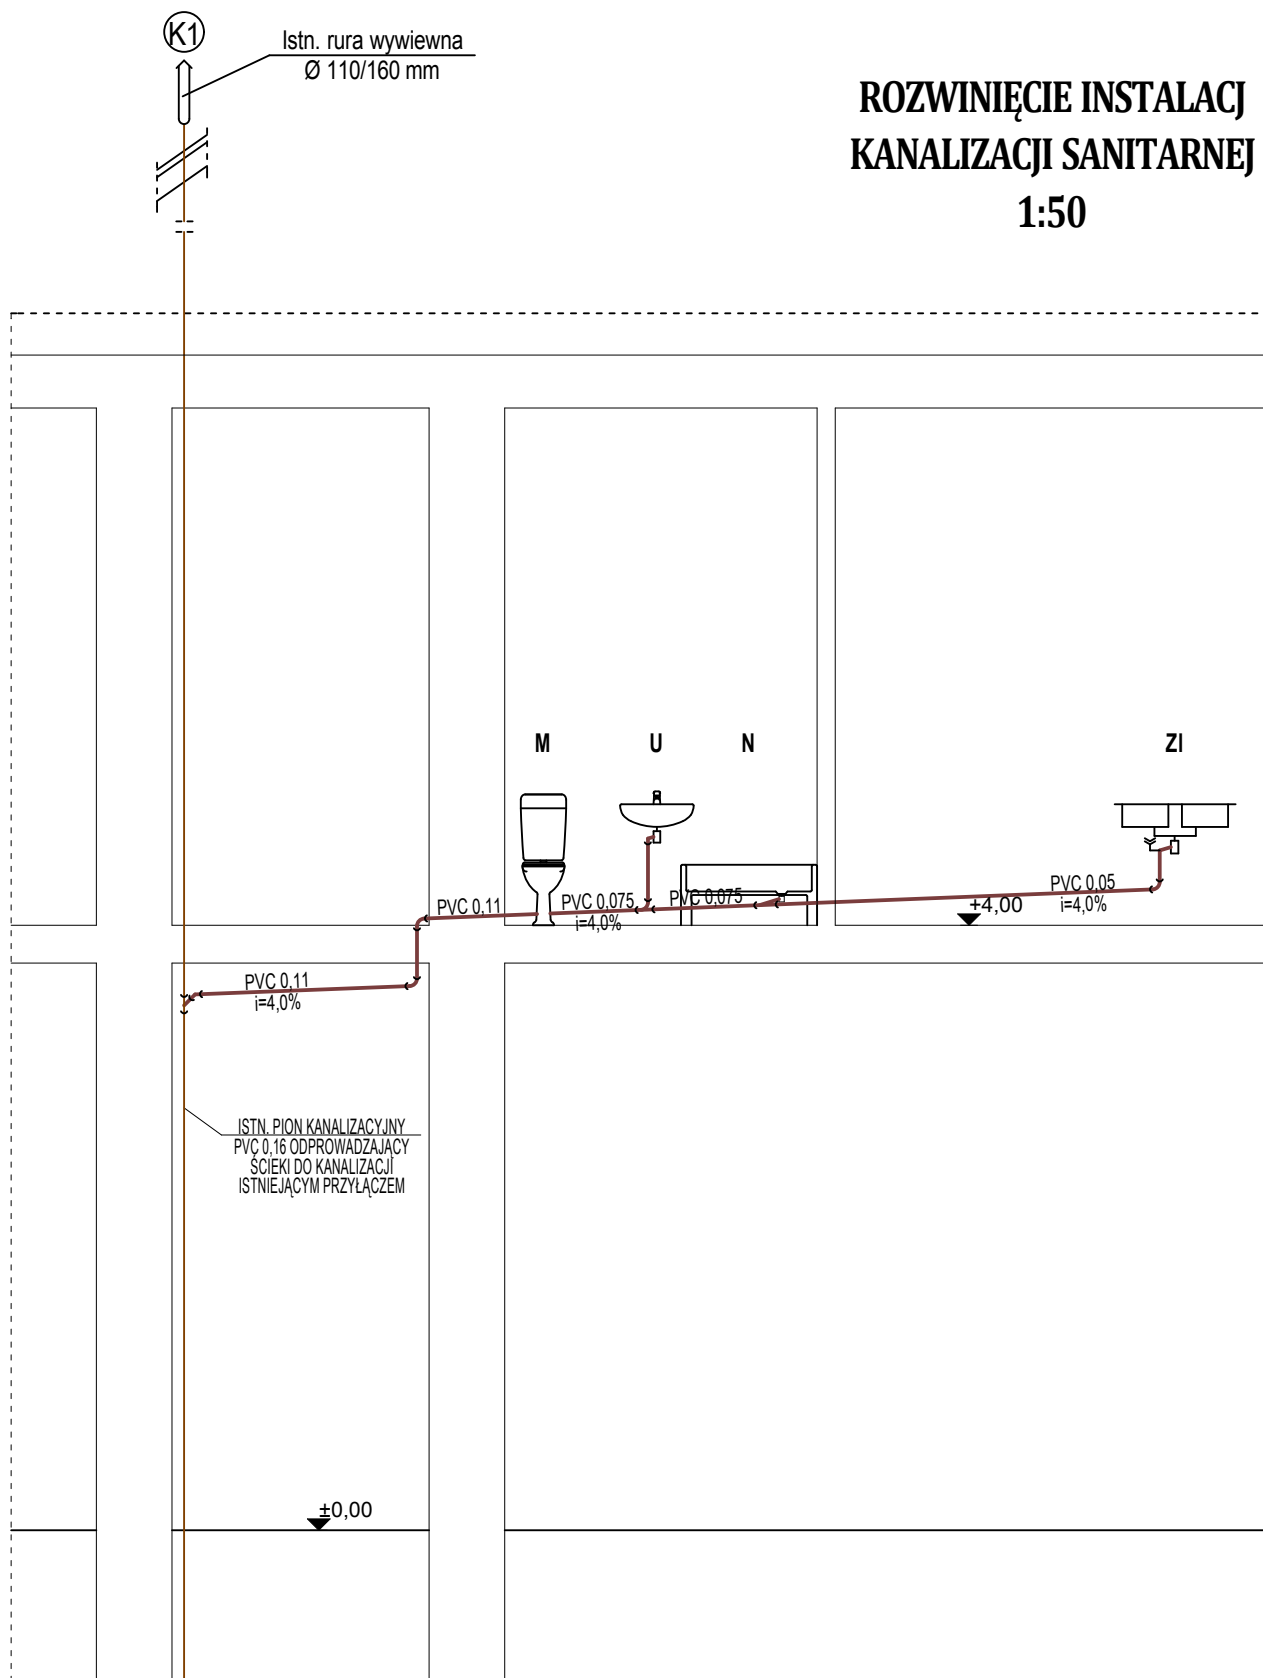 K1
Istn. rura wywiewna
Ø 110/160 mm
ROZWINIĘCIE INSTALACJ
KANALIZACJI SANITARNEJ
1:50
M
U
N
ZI
PVC 0,11
PVC 0.075
i=4,0%
PVC 0,075
PVC 0,05
i=4,0%
+4,00
PVC 0,11
i=4,0%
ISTN. PION KANALIZACYJNY
PVC 0,16 ODPROWADZAJĄCY
ŚCIEKI DO KANALIZACJI
ISTNIEJĄCYM PRZYŁĄCZEM
±0,00